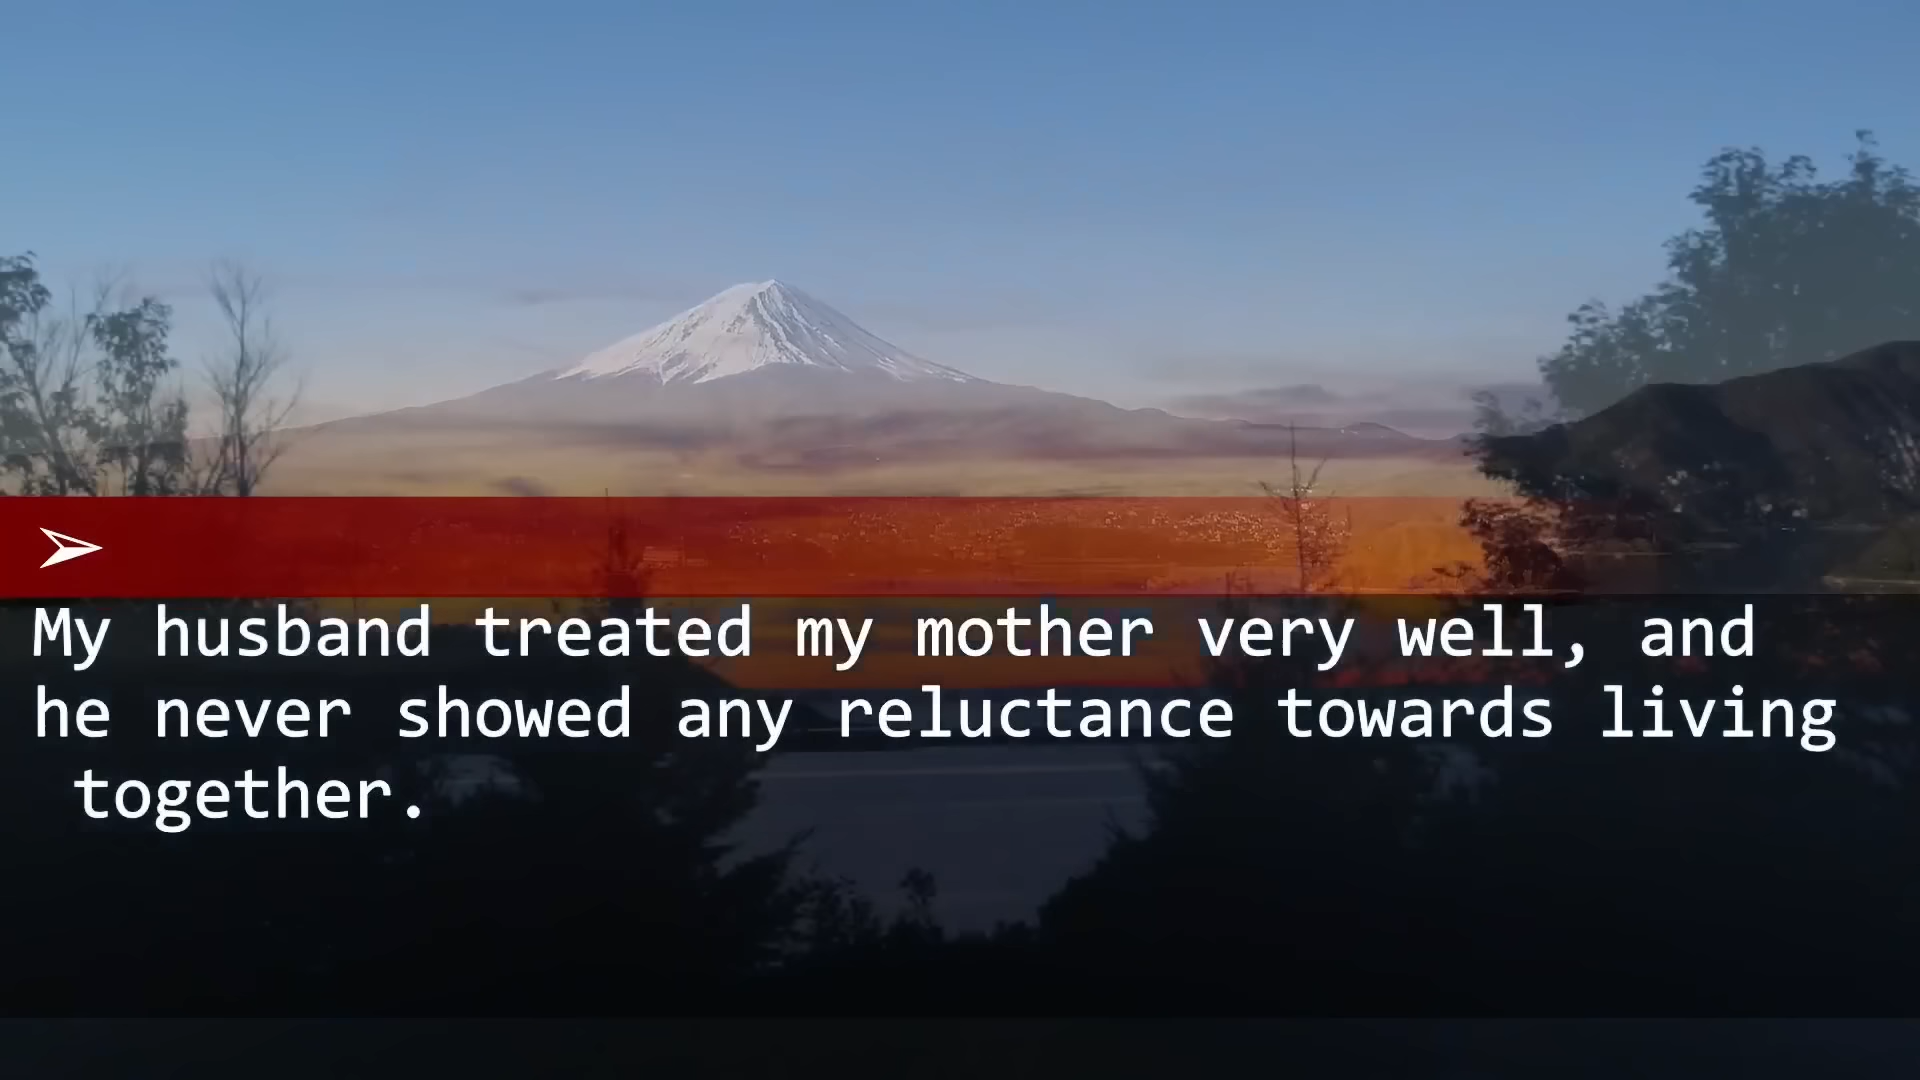 My husband treated my mother very well, and
he never showed any reluctance towards living
together.